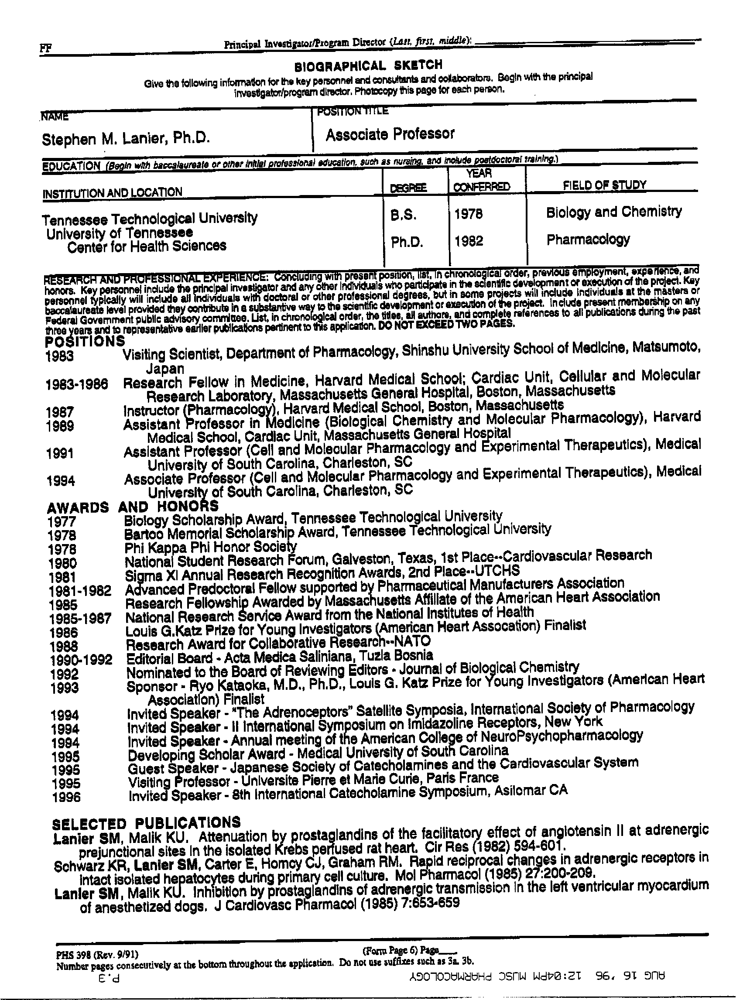 FF
Principal Investigator/Program Director (Last, first, middle):
BIOGRAPHICAL SKETCH
Give the following information for the key personnel and consultants and collaborators. Begin with the principal
investigator/program director. Photocopy this page for each person.
NAME
POSITION TITLE
Stephen M. Lanier, Ph.D.
Associate Professor
EDUCATION (Begin with baccalaureate or other initial professional education, such as nursing, and include postdoctoral training.)
INSTITUTION AND LOCATION DEGREE YEAR CONFERRED FIELD OF STUDY
Tennessee Technological University B.S. 1978 Biology and Chemistry
University of Tennessee
Center for Health Sciences Ph.D. 1982 Pharmacology
RESEARCH AND PROFESSIONAL EXPERIENCE: Concluding with present position, list, in chronological order, previous employment, experience, and
honors. Key personnel include the principal investigator and any other individuals who participate in the scientific development or execution of the project. Key
personnel typically will include all individuals with doctoral or other professional degrees, but in some projects will include individuals at the masters or
baccalaureate level provided they contribute in a substantive way to the scientific development or execution of the project. Include present membership on any
Federal Government public advisory committee. List, in chronological order, the titles, all authors, and complete references to all publications during the past
three years and to representative earlier publications pertinent to this application. DO NOT EXCEED TWO PAGES.
POSITIONS
1983 Visiting Scientist, Department of Pharmacology, Shinshu University School of Medicine, Matsumoto,
Japan
1983-1986 Research Fellow in Medicine, Harvard Medical School; Cardiac Unit, Cellular and Molecular
Research Laboratory, Massachusetts General Hospital, Boston, Massachusetts
1987 Instructor (Pharmacology), Harvard Medical School, Boston, Massachusetts
1989 Assistant Professor in Medicine (Biological Chemistry and Molecular Pharmacology), Harvard
Medical School, Cardiac Unit, Massachusetts General Hospital
1991 Assistant Professor (Cell and Molecular Pharmacology and Experimental Therapeutics), Medical
University of South Carolina, Charleston, SC
1994 Associate Professor (Cell and Molecular Pharmacology and Experimental Therapeutics), Medical
University of South Carolina, Charleston, SC
AWARDS AND HONORS
1977 Biology Scholarship Award, Tennessee Technological University
1978 Bartoo Memorial Scholarship Award, Tennessee Technological University
1978 Phi Kappa Phi Honor Society
1980 National Student Research Forum, Galveston, Texas, 1st Place--Cardiovascular Research
1981 Sigma Xi Annual Research Recognition Awards, 2nd Place--UTCHS
1981-1982 Advanced Predoctoral Fellow supported by Pharmaceutical Manufacturers Association
1985 Research Fellowship Awarded by Massachusetts Affiliate of the American Heart Association
1985-1987 National Research Service Award from the National Institutes of Health
1986 Louis G.Katz Prize for Young Investigators (American Heart Assocation) Finalist
1988 Research Award for Collaborative Research--NATO
1990-1992 Editorial Board - Acta Medica Saliniana, Tuzla Bosnia
1992 Nominated to the Board of Reviewing Editors - Journal of Biological Chemistry
1993 Sponsor - Ryo Kataoka, M.D., Ph.D., Louis G. Katz Prize for Young Investigators (American Heart
Association) Finalist
1994 Invited Speaker - "The Adrenoceptors" Satellite Symposia, International Society of Pharmacology
1994 Invited Speaker - II International Symposium on Imidazoline Receptors, New York
1994 Invited Speaker - Annual meeting of the American College of NeuroPsychopharmacology
1995 Developing Scholar Award - Medical University of South Carolina
1995 Guest Speaker - Japanese Society of Catecholamines and the Cardiovascular System
1995 Visiting Professor - Universite Pierre et Marie Curie, Paris France
1996 Invited Speaker - 8th International Catecholamine Symposium, Asilomar CA
SELECTED PUBLICATIONS
Lanier SM, Malik KU. Attenuation by prostaglandins of the facilitatory effect of angiotensin II at adrenergic
prejunctional sites in the isolated Krebs perfused rat heart. Cir Res (1982) 594-601.
Schwarz KR, Lanier SM, Carter E, Homcy CJ, Graham RM. Rapid reciprocal changes in adrenergic receptors in
intact isolated hepatocytes during primary cell culture. Mol Pharmacol (1985) 27:200-209.
Lanier SM, Malik KU. Inhibition by prostaglandins of adrenergic transmission in the left ventricular myocardium
of anesthetized dogs. J Cardiovasc Pharmacol (1985) 7:653-659
PHS 398 (Rev. 9/91) (Form Page 6) Page
Number pages consecutively at the bottom throughout the application. Do not use suffixes such as 3a, 3b.
AUG 16 '96 12:04PM MUSC PHARMACOLOGY P.3